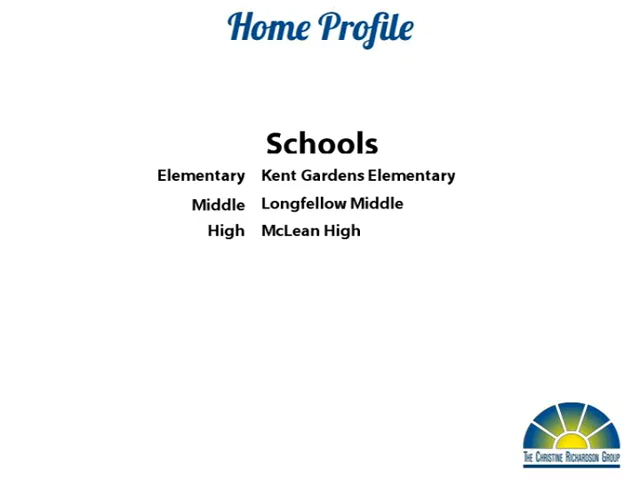 Home Profile
Schools
Elementary Kent Gardens Elementary
Middle Longfellow Middle
High McLean High
THE CHRISTINE RICHARDSON GROUP